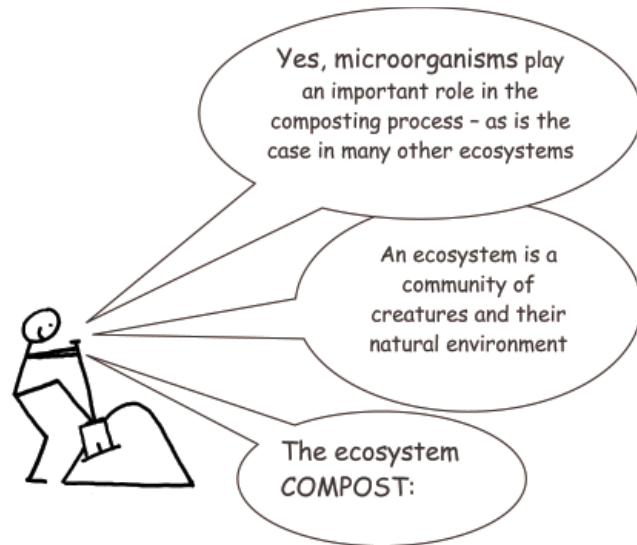 Yes, microorganisms play
an important role in the
composting process – as is the
case in many other ecosystems
An ecosystem is a
community of
creatures and their
natural environment
The ecosystem
COMPOST: